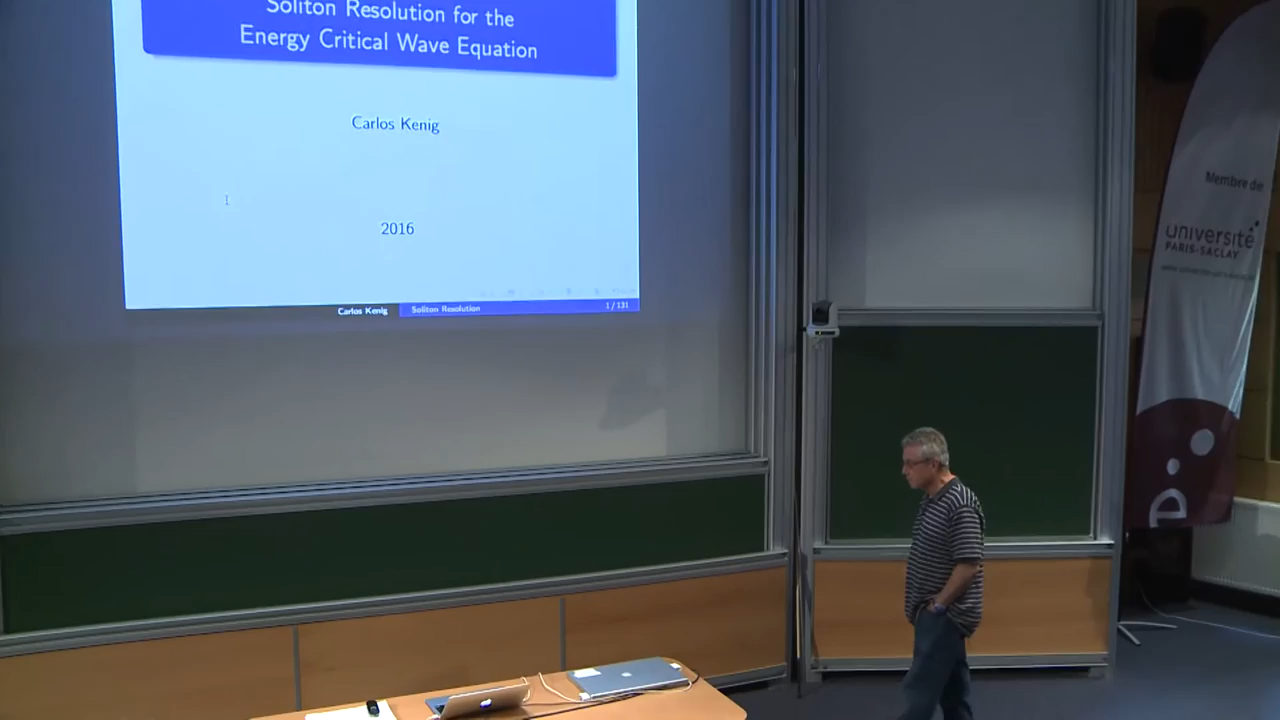 Soliton Resolution for the
Energy Critical Wave Equation
Carlos Kenig
2016
Carlos Kenig
Soliton Resolution
1 / 131
Membre de
université
PARIS-SACLAY
e